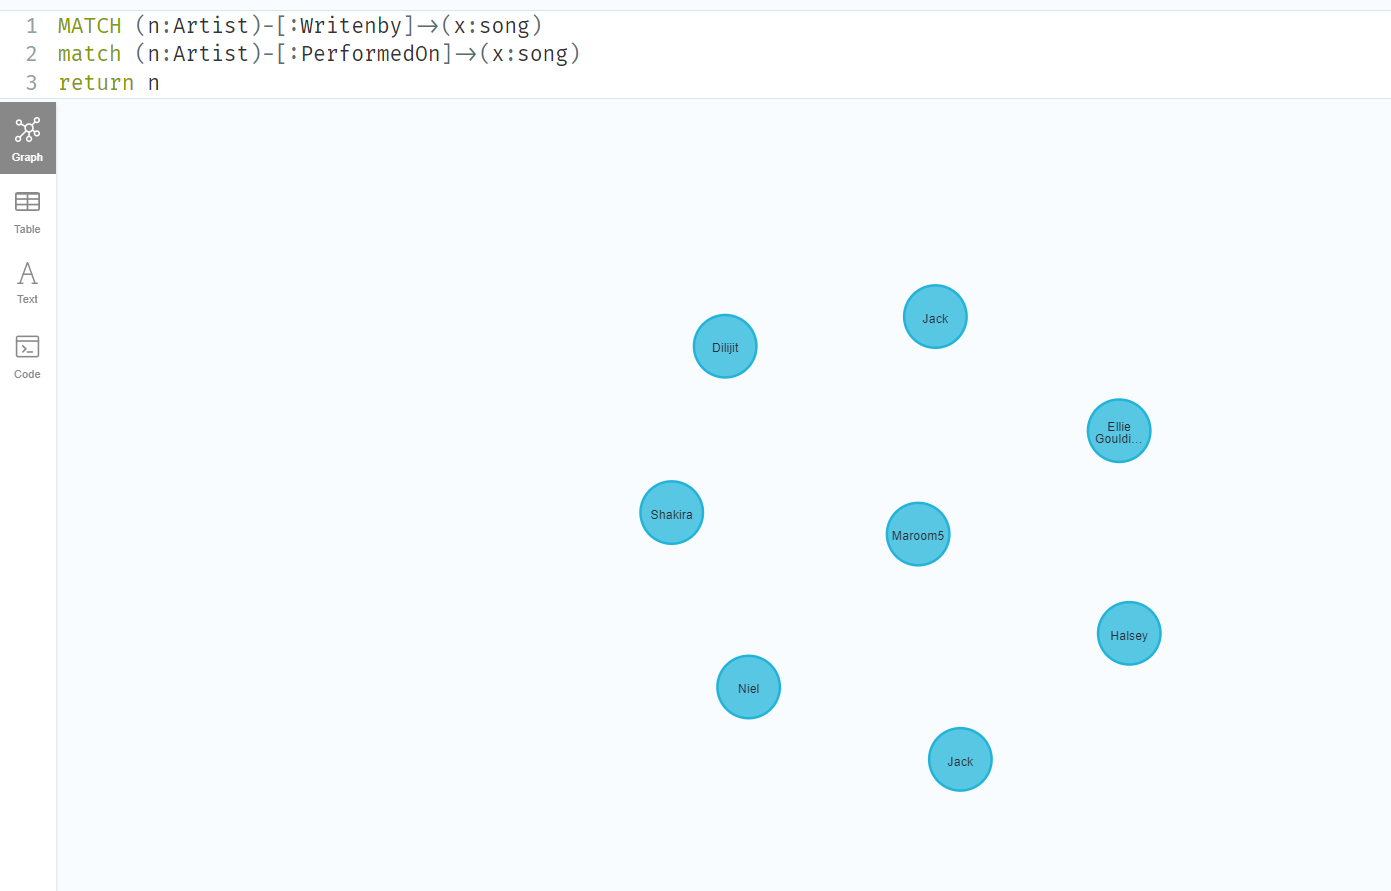 1 MATCH (n:Artist)-[:Writenby]->(x:song)
2 match (n:Artist)-[:PerformedOn]->(x:song)
3 return n
Graph
Table
Text
Code
Jack
Dilijit
Ellie
Gouldi...
Shakira
Maroom5
Halsey
Niel
Jack